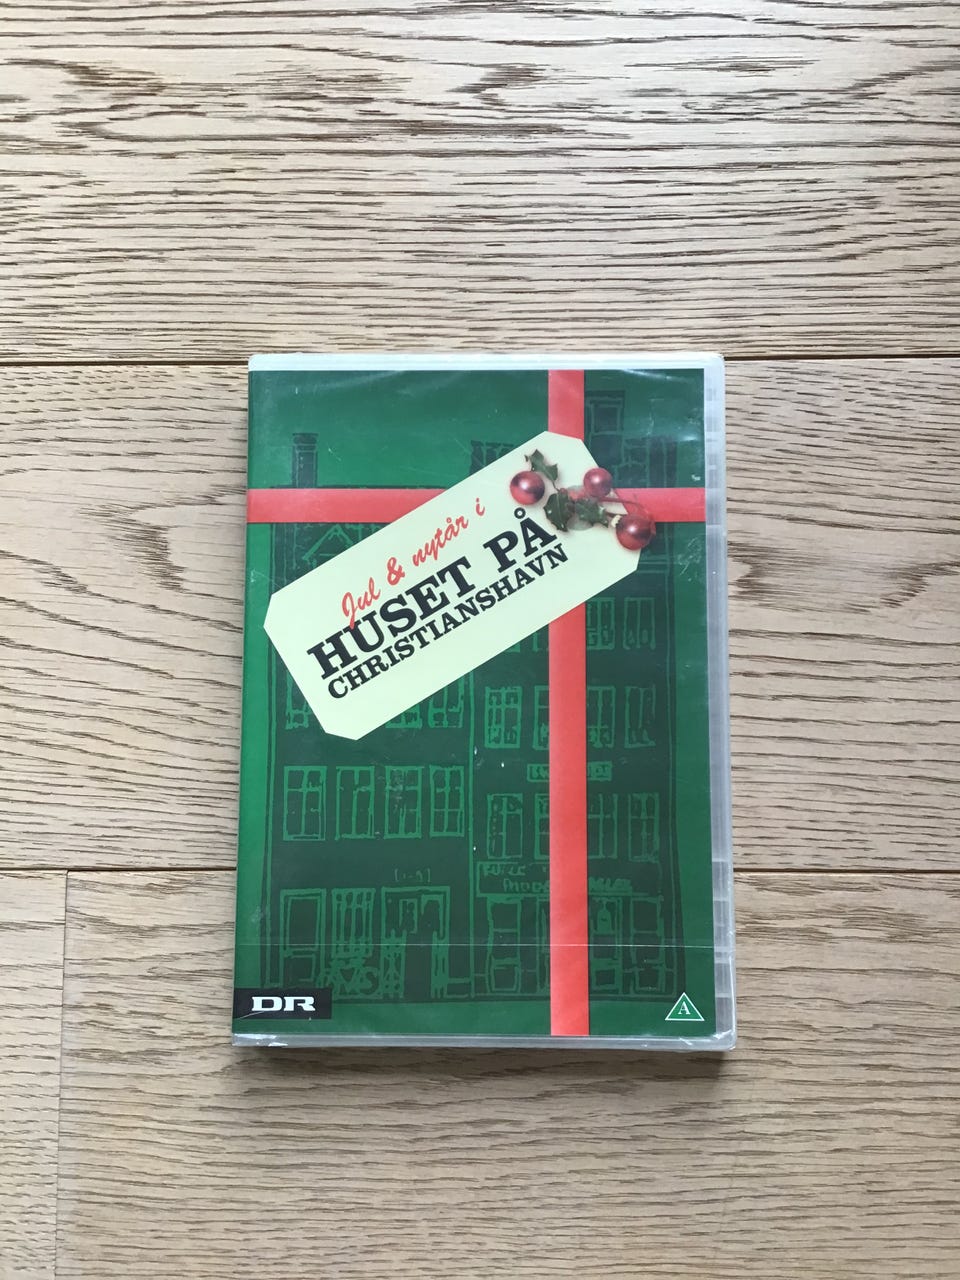 Jul & nytår i
HUSET PÅ
CHRISTIANSHAVN
DR
A